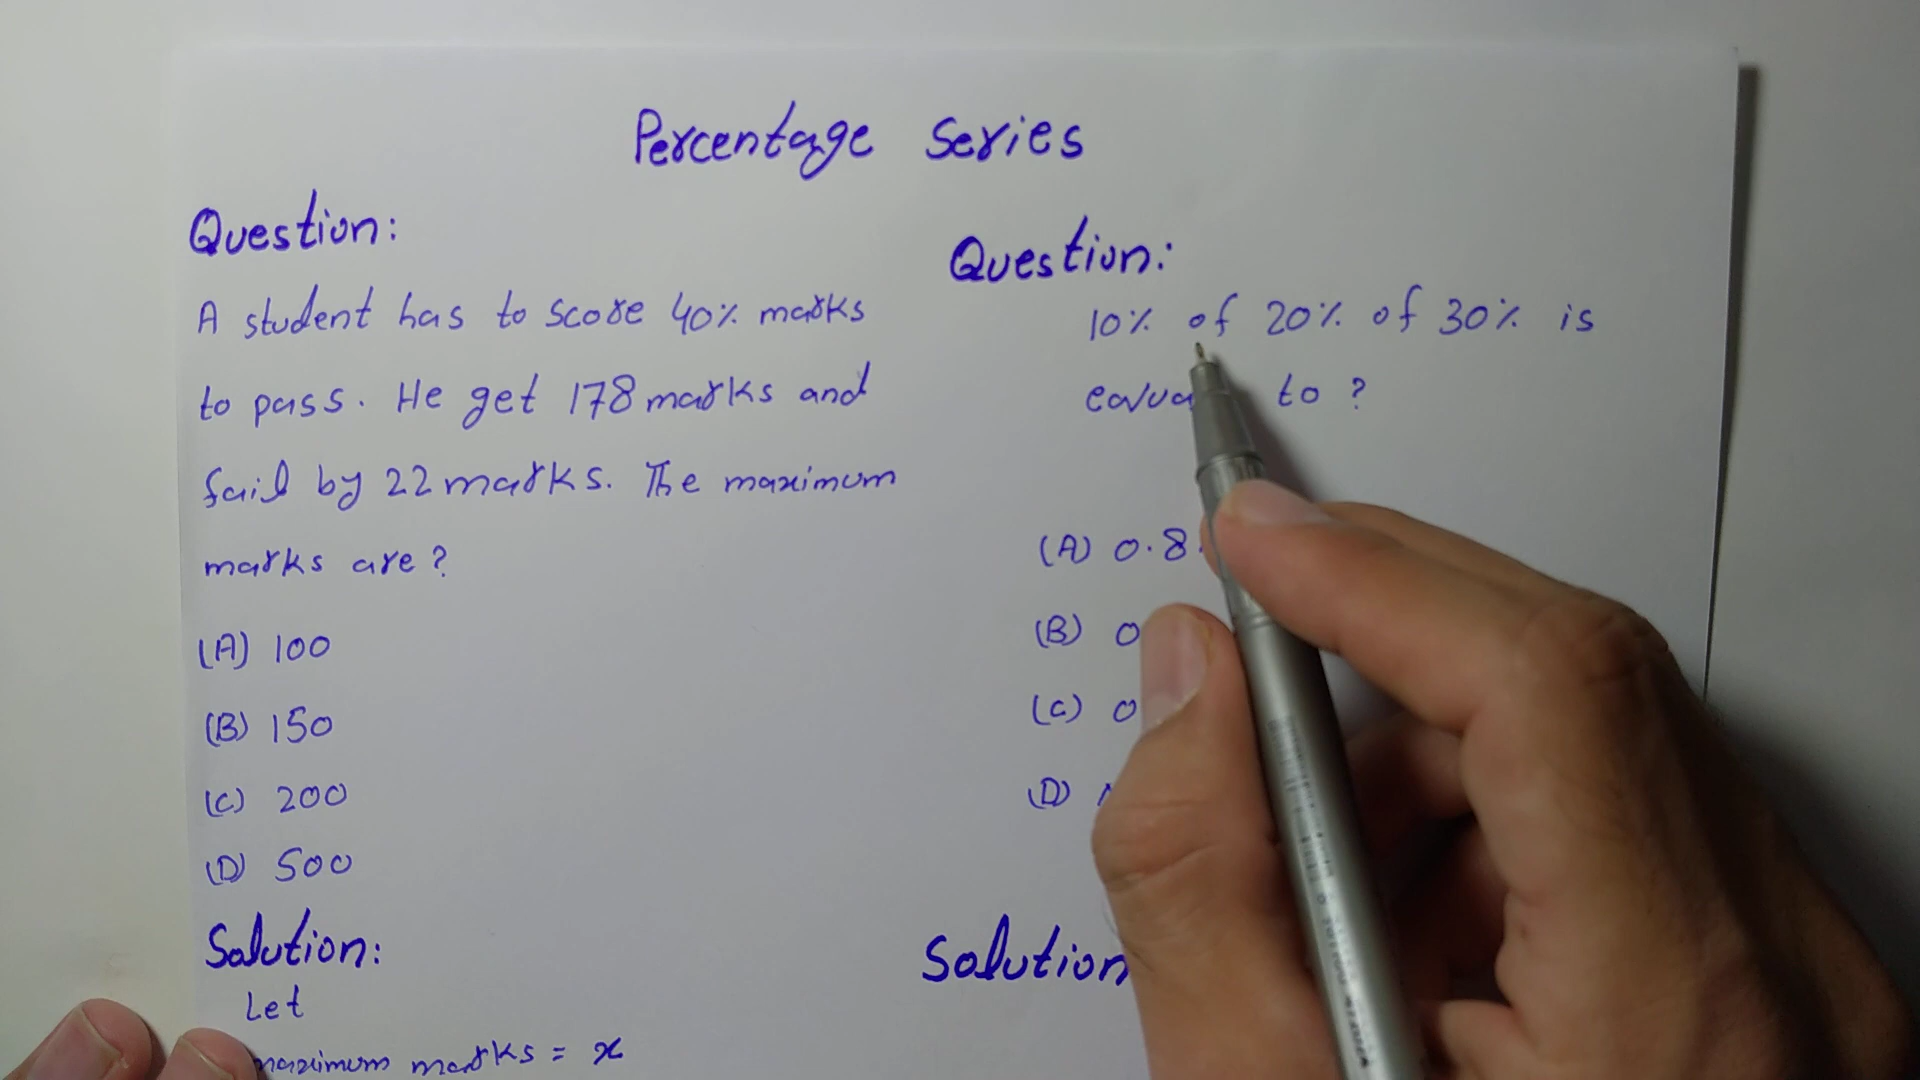 Percentage Series
Question:
A student has to score 40% marks
to pass. He get 178 marks and
fail by 22 marks. The maximum
marks are?
(A) 100
(B) 150
(C) 200
(D) 500
Solution:
Let
maximum marks = x
Question:
10% of 20% of 30% is
to ?
(A) 0.8
(B) 0
(C) 0
(D)
Solution